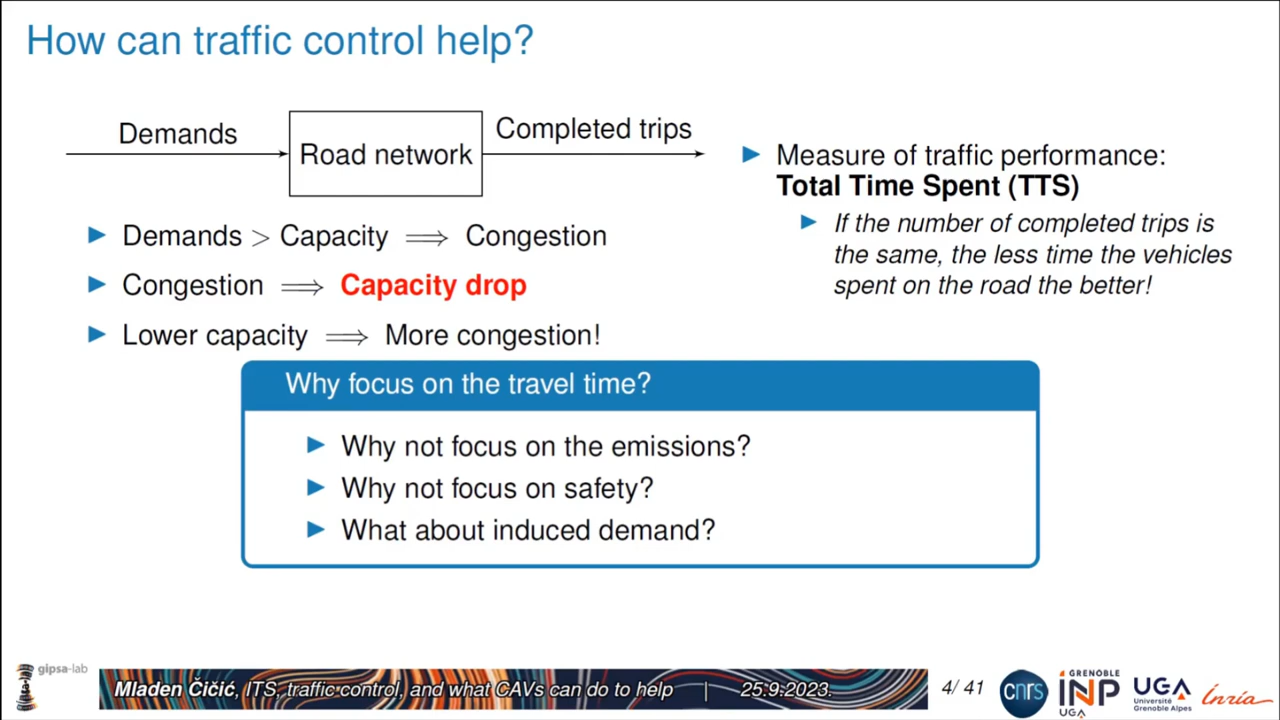 How can traffic control help?
Demands
Road network
Completed trips
Demands > Capacity ⟹ Congestion
Congestion ⟹ Capacity drop
Lower capacity ⟹ More congestion!
Measure of traffic performance:
Total Time Spent (TTS)
If the number of completed trips is
the same, the less time the vehicles
spent on the road the better!
Why focus on the travel time?
Why not focus on the emissions?
Why not focus on safety?
What about induced demand?
gipsa-lab
Mladen Čičić, ITS, traffic control, and what CAVs can do to help | 25.9.2023.
4/ 41
cnrs
GRENOBLE
INP
UGA
UGA
Université
Grenoble Alpes
Inria